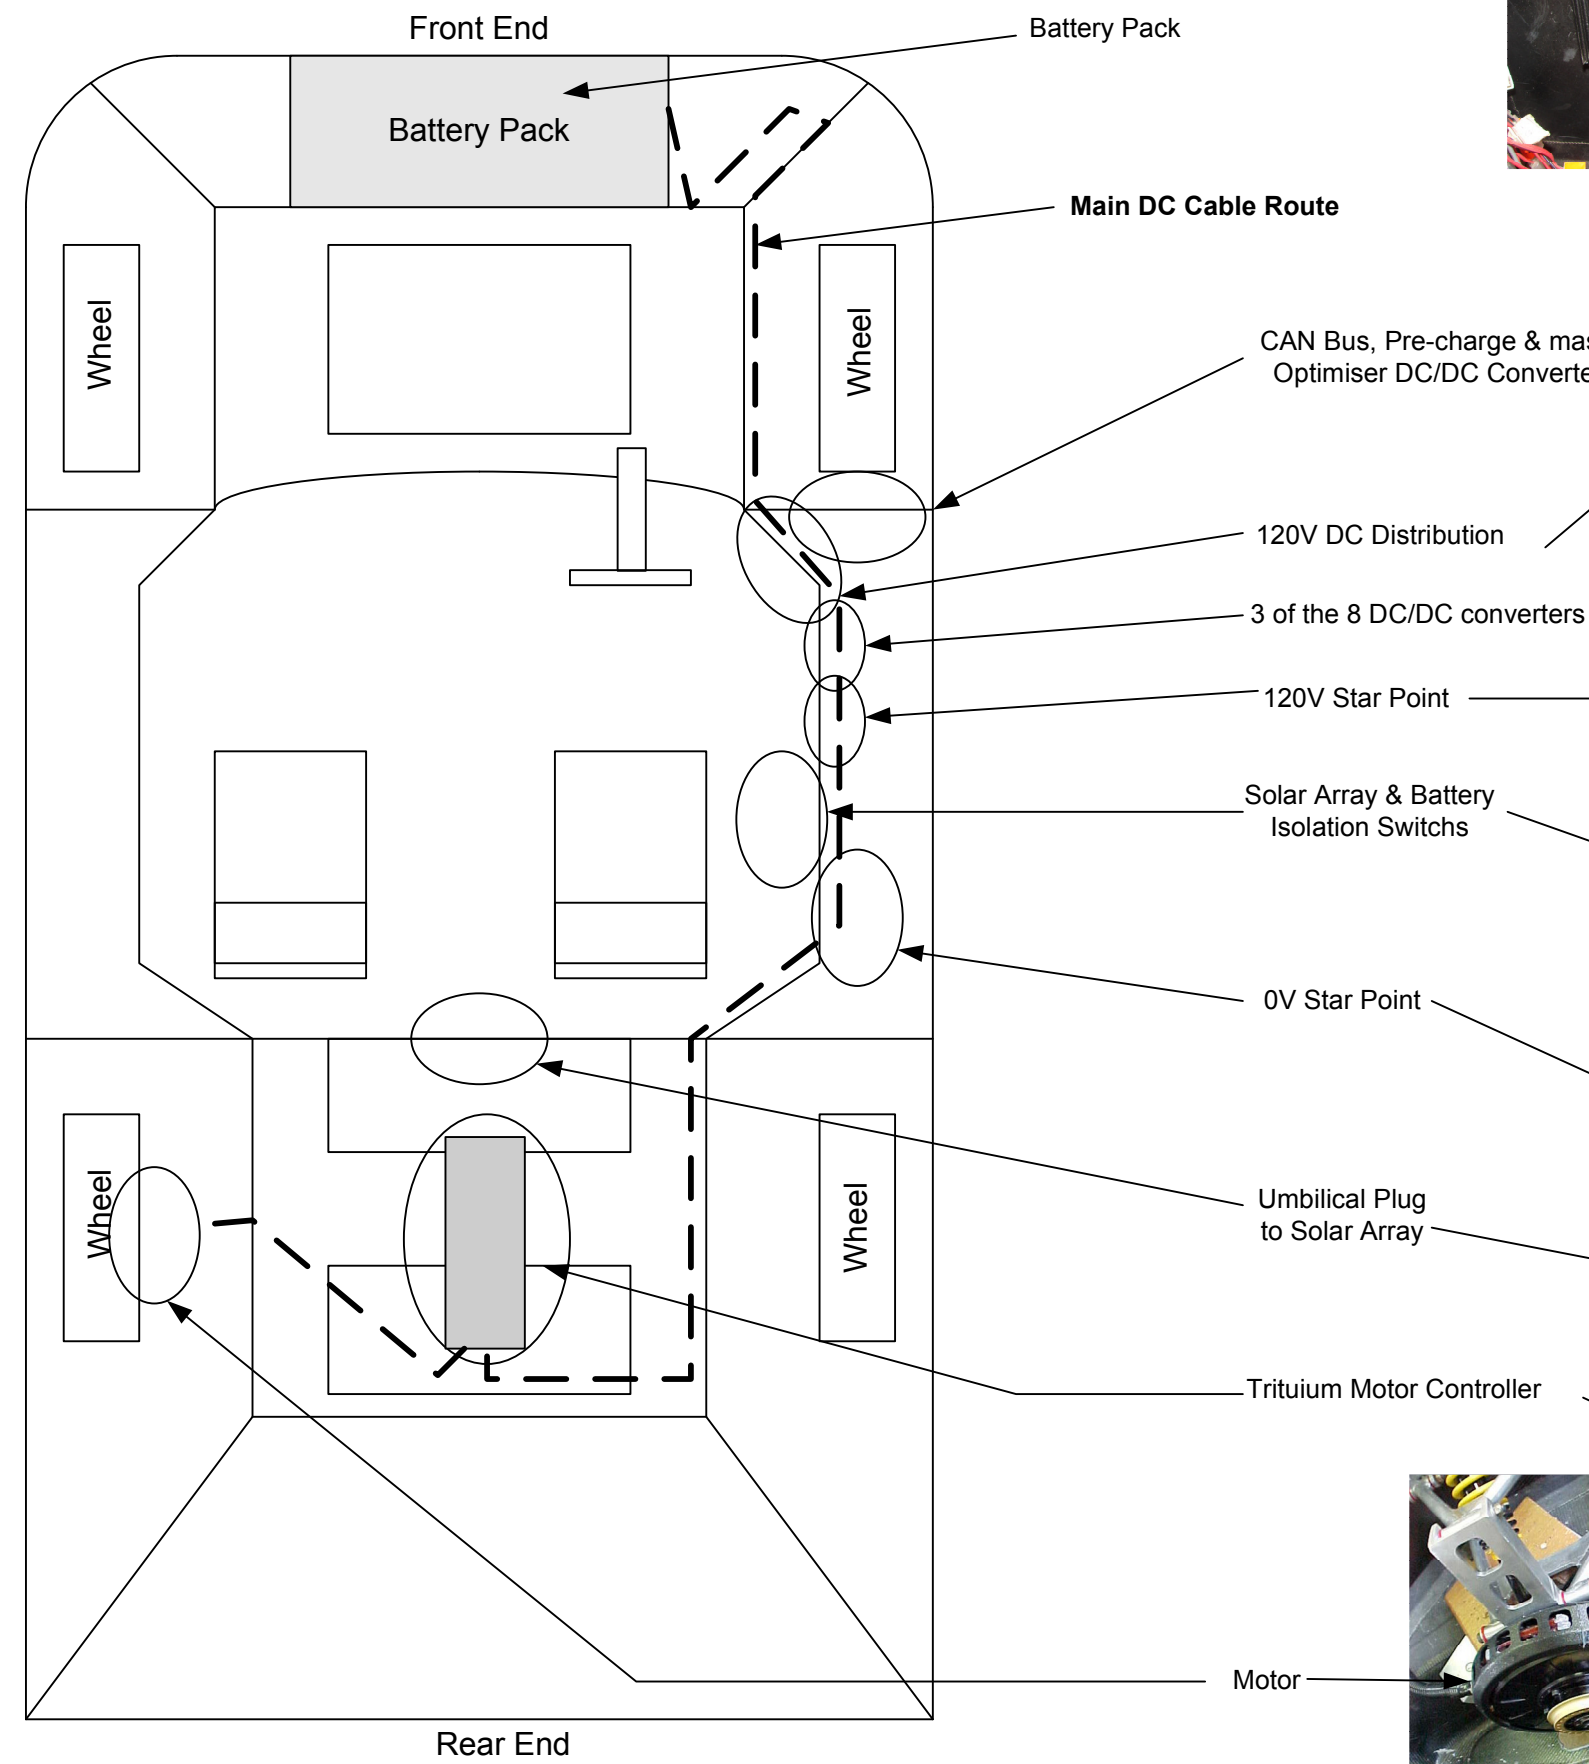 Front End
Battery Pack
Battery Pack
Main DC Cable Route
Wheel
Wheel
CAN Bus, Pre-charge &
Optimiser DC/DC
120V DC Distribution
3 of the 8 DC/DC converters
120V Star Point
Solar Array & Battery
Isolation Switchs
0V Star Point
Wheel
Wheel
Umbilical Plug
to Solar Array
Trituium Motor Controller
Motor
Rear End